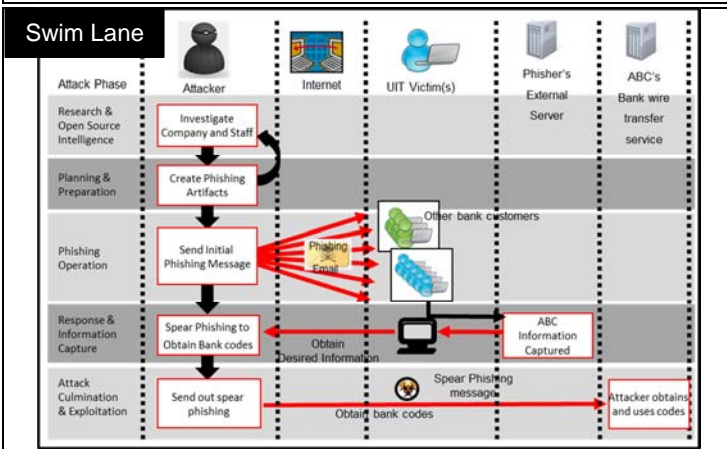 Swim Lane
Attack Phase
Attacker
Internet
UIT Victim(s)
Phisher's
External
Server
ABC's
Bank wire
transfer
service
Research &
Open Source
Intelligence
Investigate
Company and Staff
Planning &
Preparation
Create Phishing
Artifacts
Other bank customers
Phishing
Operation
Send Initial
Phishing Message
Phishing
Email
Response &
Information
Capture
Spear Phishing to
Obtain Bank codes
Obtain
Desired Information
ABC
Information
Captured
Attack
Culmination
& Exploitation
Send out spear
phishing
Spear Phishing
message
Obtain bank codes
Attacker obtains
and uses codes